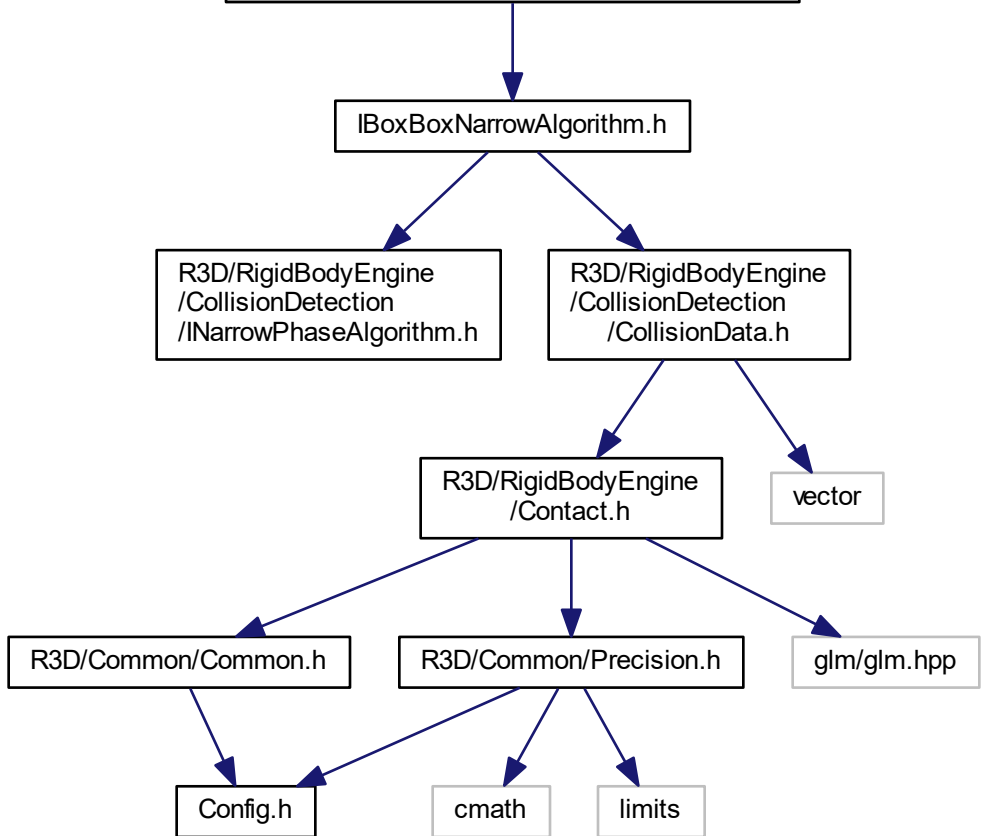 IBoxBoxNarrowAlgorithm.h
R3D/RigidBodyEngine
/CollisionDetection
/INarrowPhaseAlgorithm.h
R3D/RigidBodyEngine
/CollisionDetection
/CollisionData.h
R3D/RigidBodyEngine
/Contact.h
vector
R3D/Common/Common.h
R3D/Common/Precision.h
glm/glm.hpp
Config.h
cmath
limits